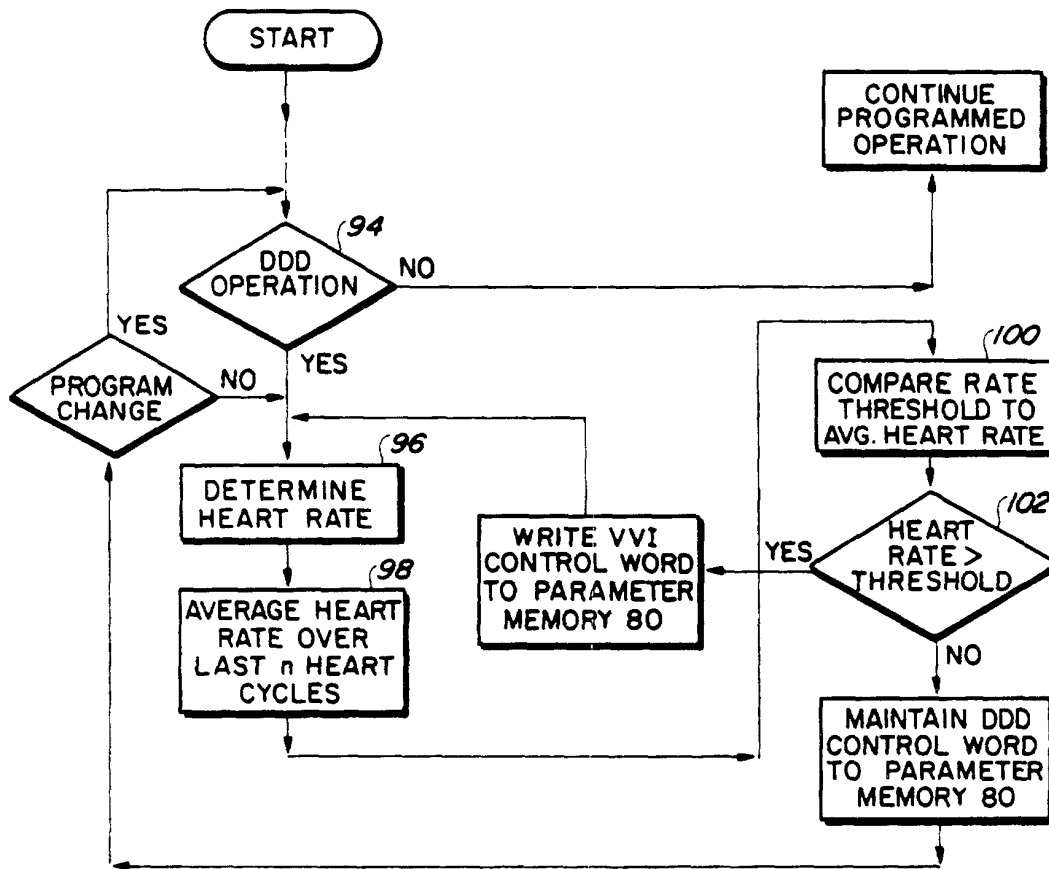 START
CONTINUE
PROGRAMMED
OPERATION
94
DDD
OPERATION
NO
YES
YES
PROGRAM
CHANGE
NO
96
DETERMINE
HEART RATE
98
AVERAGE HEART
RATE OVER
LAST n HEART
CYCLES
WRITE VVI
CONTROL WORD
TO PARAMETER
MEMORY 80
100
COMPARE RATE
THRESHOLD TO
AVG. HEART RATE
102
HEART
RATE >
THRESHOLD
YES
NO
MAINTAIN DDD
CONTROL WORD
TO PARAMETER
MEMORY 80